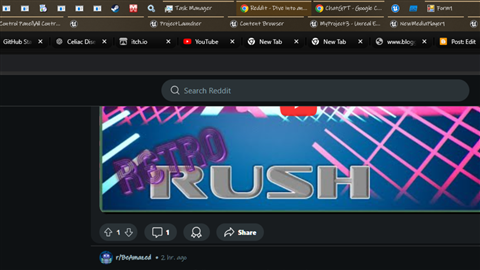 Task Manager
Reddit - Dive into an...
ChatGPT - Google C...
Form1
Control Panel\All Contr...
ProjectLauncher
Content Browser
MyProject3 - Unreal E...
NewMediaPlayer1
GitHub St
Celiac Dise
itch.io
YouTube
New Tab
New Tab
www.blogg
Post: Edit
Search Reddit
RETRO
RUSH
1
1
Share
r/BeAmazed • 2 hr. ago